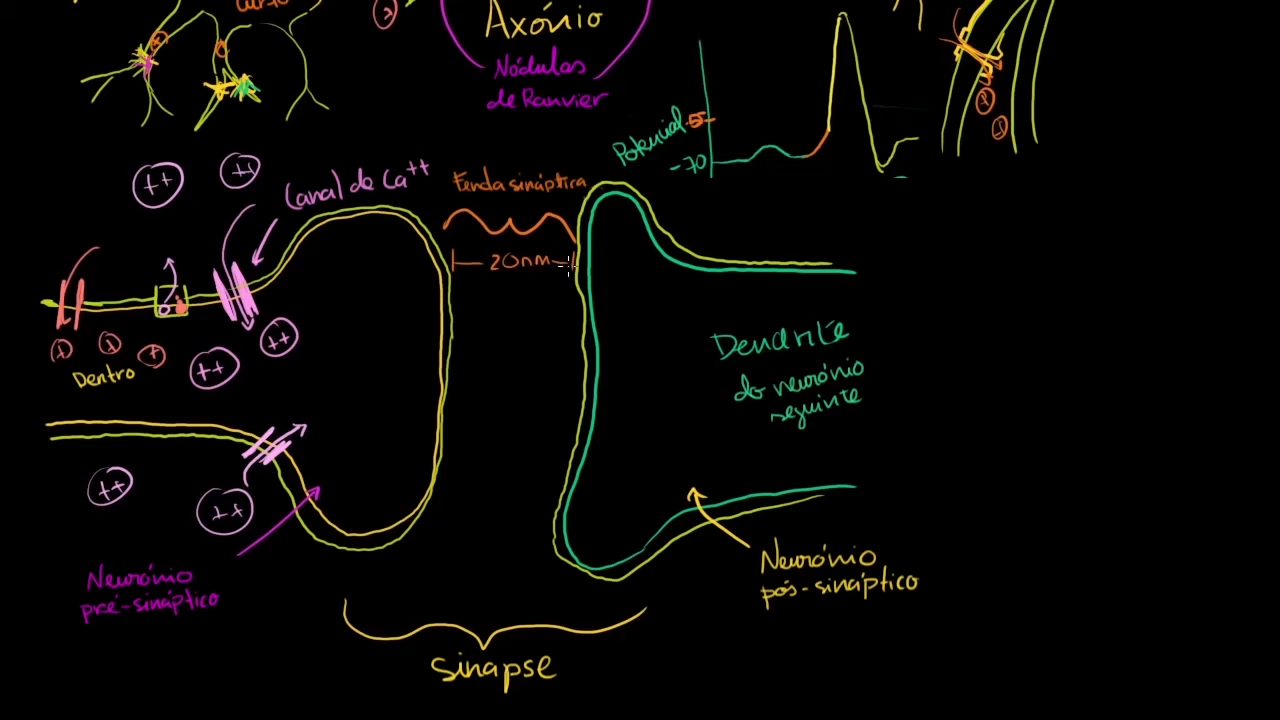 Axónio
Nódulos
de Ranvier
Potencial
-70
Canal de Ca⁺⁺
Fenda sináptica
++
++
20nm
+
+
+
++
++
Dentro
Dendrite
do neurónio
seguinte
++
++
Neurónio
pré-sináptico
Neurónio
pós-sináptico
Sinapse